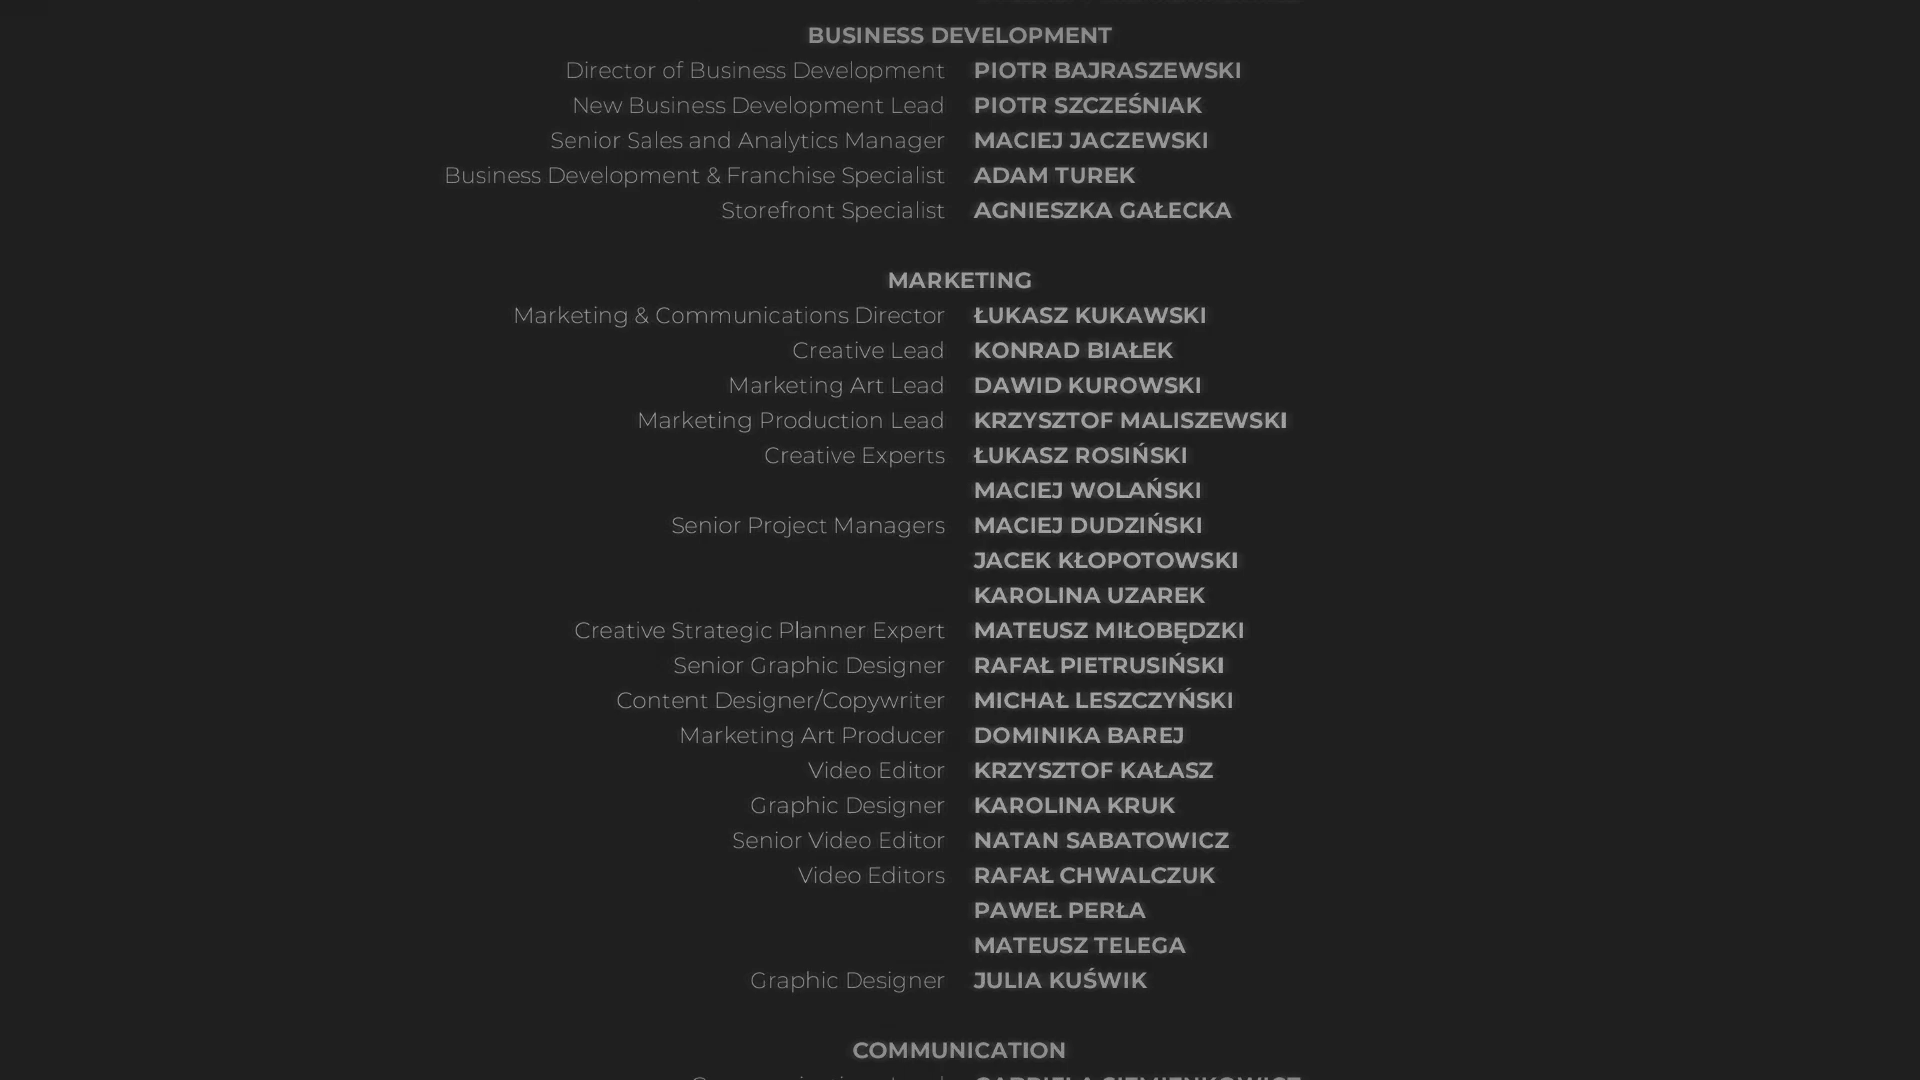 BUSINESS DEVELOPMENT
Director of Business Development PIOTR BAJRASZEWSKI
New Business Development Lead PIOTR SZCZEŚNIAK
Senior Sales and Analytics Manager MACIEJ JACZEWSKI
Business Development & Franchise Specialist ADAM TUREK
Storefront Specialist AGNIESZKA GAŁECKA
MARKETING
Marketing & Communications Director ŁUKASZ KUKAWSKI
Creative Lead KONRAD BIAŁEK
Marketing Art Lead DAWID KUROWSKI
Marketing Production Lead KRZYSZTOF MALISZEWSKI
Creative Experts ŁUKASZ ROSIŃSKI
MACIEJ WOLAŃSKI
Senior Project Managers MACIEJ DUDZIŃSKI
JACEK KŁOPOTOWSKI
KAROLINA UZAREK
Creative Strategic Planner Expert MATEUSZ MIŁOBĘDZKI
Senior Graphic Designer RAFAŁ PIETRUSIŃSKI
Content Designer/Copywriter MICHAŁ LESZCZYŃSKI
Marketing Art Producer DOMINIKA BAREJ
Video Editor KRZYSZTOF KAŁASZ
Graphic Designer KAROLINA KRUK
Senior Video Editor NATAN SABATOWICZ
Video Editors RAFAŁ CHWALCZUK
PAWEŁ PERŁA
MATEUSZ TELEGA
Graphic Designer JULIA KUŚWIK
COMMUNICATION